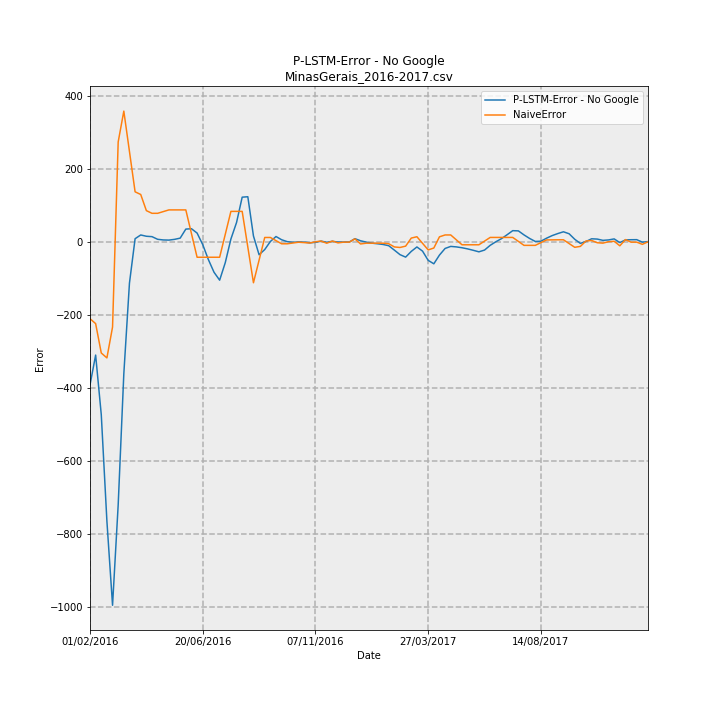 P-LSTM-Error - No Google
MinasGerais_2016-2017.csv
P-LSTM-Error - No Google
NaiveError
400
200
0
−200
−400
−600
−800
−1000
Error
01/02/2016
20/06/2016
07/11/2016
27/03/2017
14/08/2017
Date